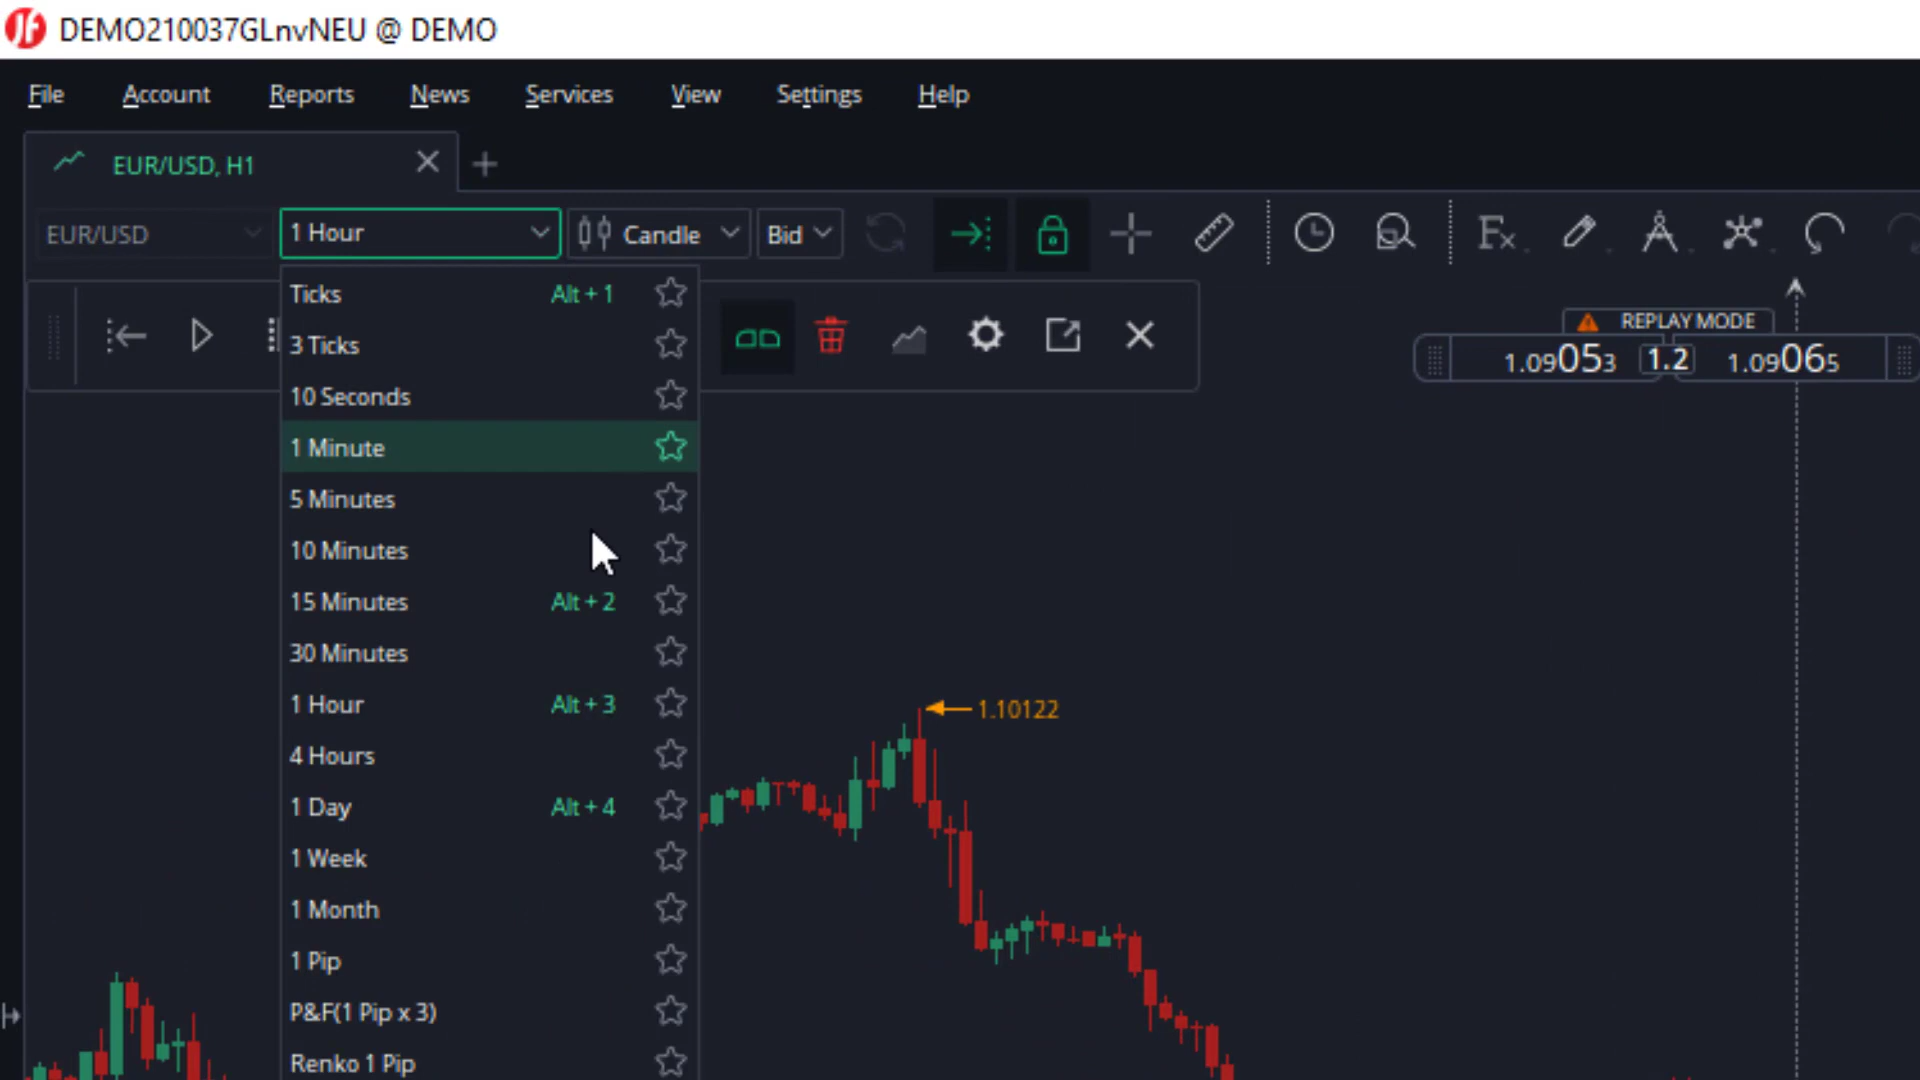 DEMO210037GLnvNEU @ DEMO
File Account Reports News Services View Settings Help
EUR/USD, H1
EUR/USD 1 Hour Candle Bid Fx
Ticks Alt + 1
3 Ticks
10 Seconds
1 Minute
5 Minutes
10 Minutes
15 Minutes Alt + 2
30 Minutes
1 Hour Alt + 3
4 Hours
1 Day Alt + 4
1 Week
1 Month
1 Pip
P&F(1 Pip x 3)
Renko 1 Pip
REPLAY MODE
1.09053 1.2 1.09065
1.10122